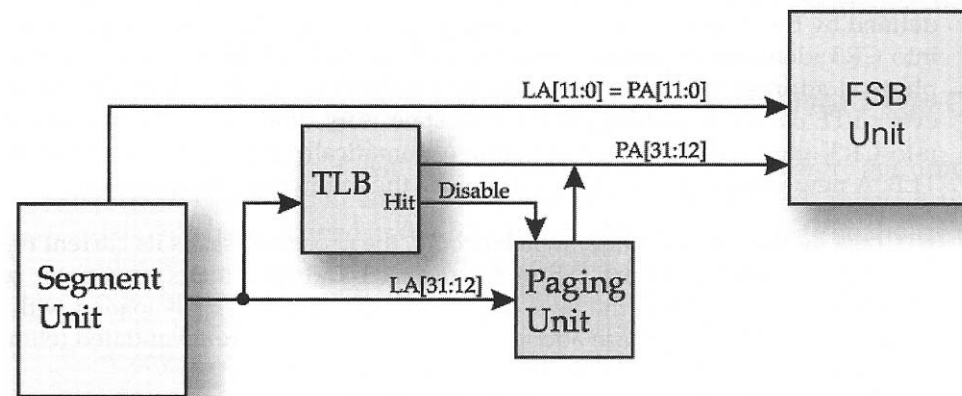 LA[11:0] = PA[11:0]
FSB
Unit
PA[31:12]
TLB
Hit
Disable
Segment
Unit
LA[31:12]
Paging
Unit